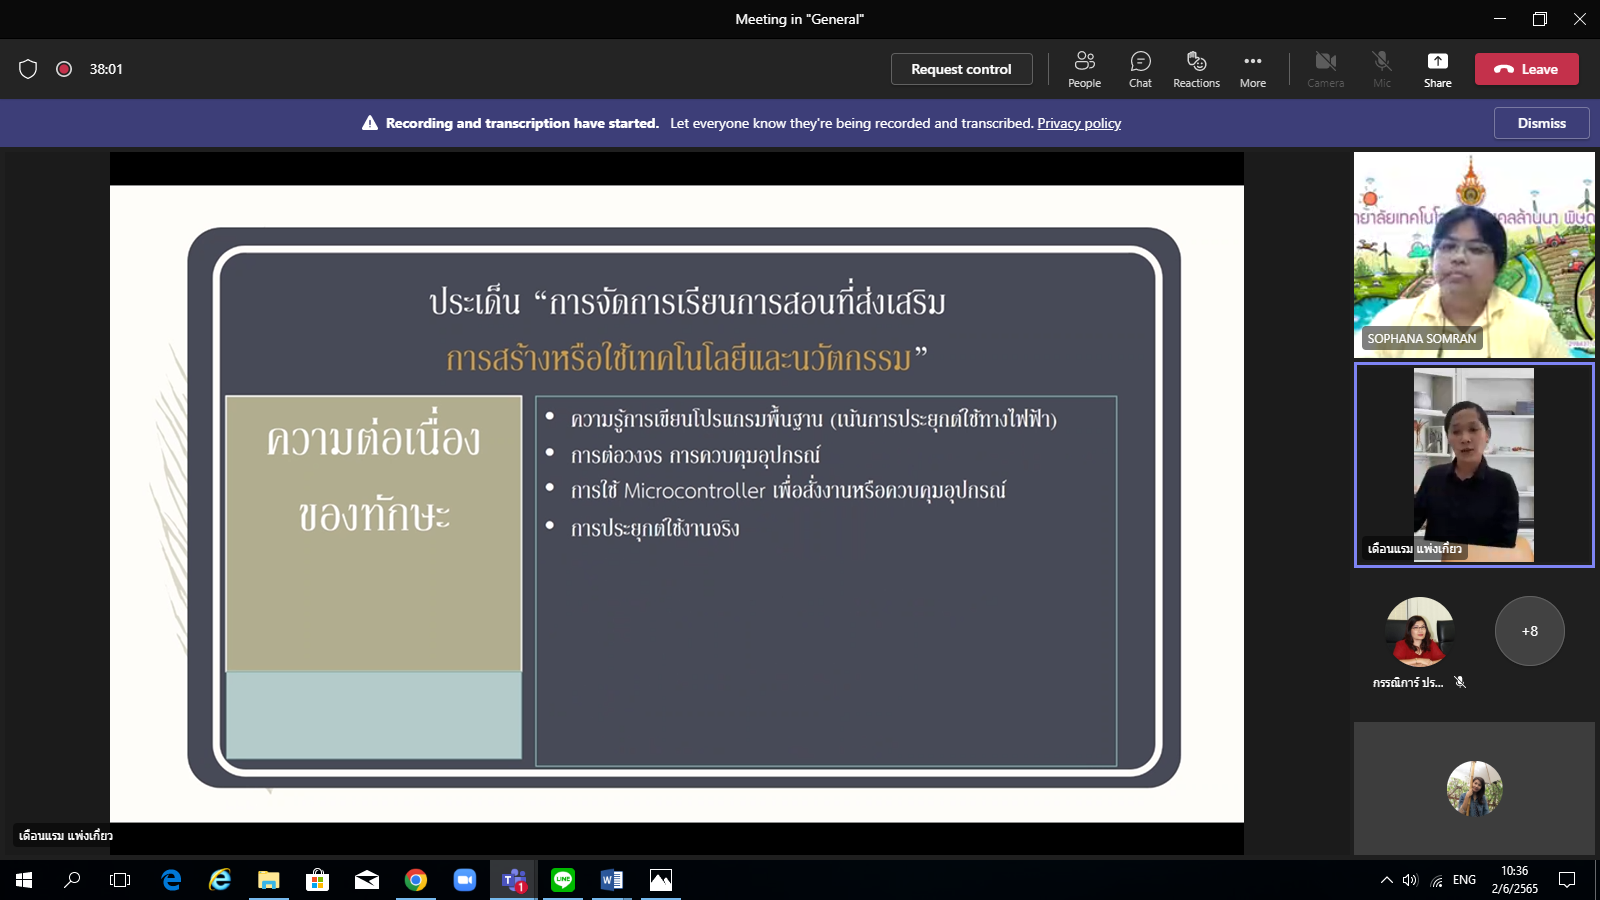 Meeting in "General"
38:01
Request control
People
Chat
Reactions
More
Camera
Mic
Share
Leave
Recording and transcription have started. Let everyone know they're being recorded and transcribed. Privacy policy
Dismiss
ประเด็น “การจัดการเรียนการสอนที่ส่งเสริม
การสร้างหรือใช้เทคโนโลยีและนวัตกรรม”
ความต่อเนื่อง
ของทักษะ
• ความรู้การเขียนโปรแกรมพื้นฐาน (เน้นการประยุกต์ใช้ทางไฟฟ้า)
• การต่อวงจร การควบคุมอุปกรณ์
• การใช้ Microcontroller เพื่อสั่งงานหรือควบคุมอุปกรณ์
• การประยุกต์ใช้งานจริง
SOPHANA SOMRAN
เดือนแรม แพ่งเกี่ยว
กรรณิการ์ ปร...
+8
เดือนแรม แพ่งเกี่ยว
1
LINE
ENG
10:36
2/6/2565